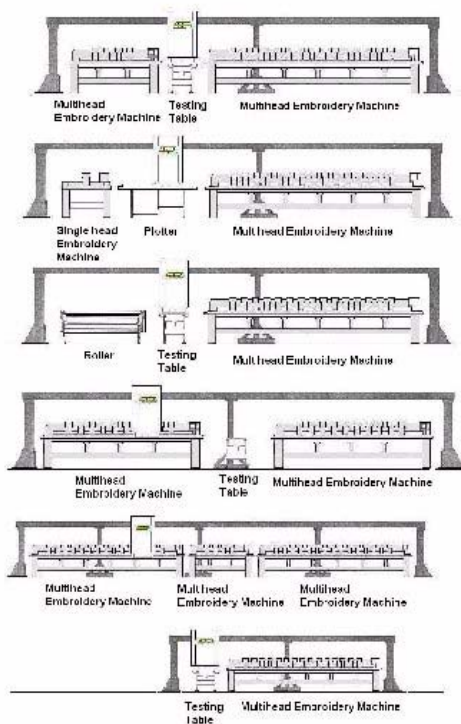 Multihead
Embroidery Machine
Testing
Table
Multihead Embroidery Machine
Single head
Embroidery
Machine
Plotter
Multihead Embroidery Machine
Roller
Testing
Table
Multihead Embroidery Machine
Multihead
Embroidery Machine
Testing
Table
Multihead Embroidery Machine
Multihead
Embroidery Machine
Multihead
Embroidery Machine
Multihead
Embroidery Machine
Testing
Table
Multihead Embroidery Machine